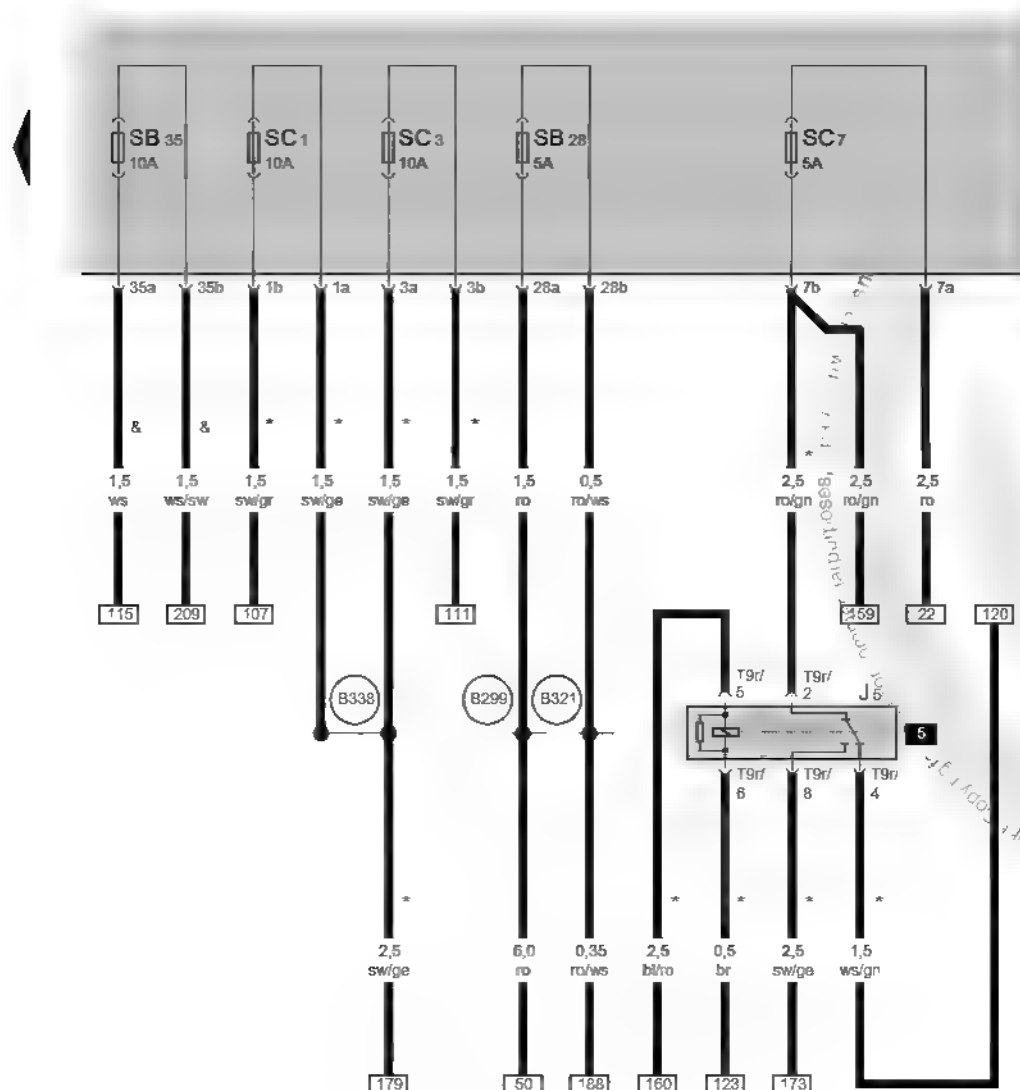 SB 35
10A
SC 1
10A
SC 3
10A
SB 28
5A
SC 7
5A
35a 35b 1b 1a 3a 3b 28a 28b 7b 7a
& & * * * * *
1,5 1,5 1,5 1,5 1,5 1,5 1,5 0,5 2,5 2,5 2,5
ws ws/sw sw/gr sw/ge sw/ge sw/gr ro ro/ws ro/gn ro/gn ro
115 209 107 111 159 22 120
B338 B299 B321
T9r/ T9r/
5 2
J5
5
T9r/ T9r/ T9r/
6 8 4
* * * * *
2,5 6,0 0,35 2,5 0,5 2,5 1,5
sw/ge ro ro/ws bl/ro br sw/ge ws/gn
179 50 188 160 123 173